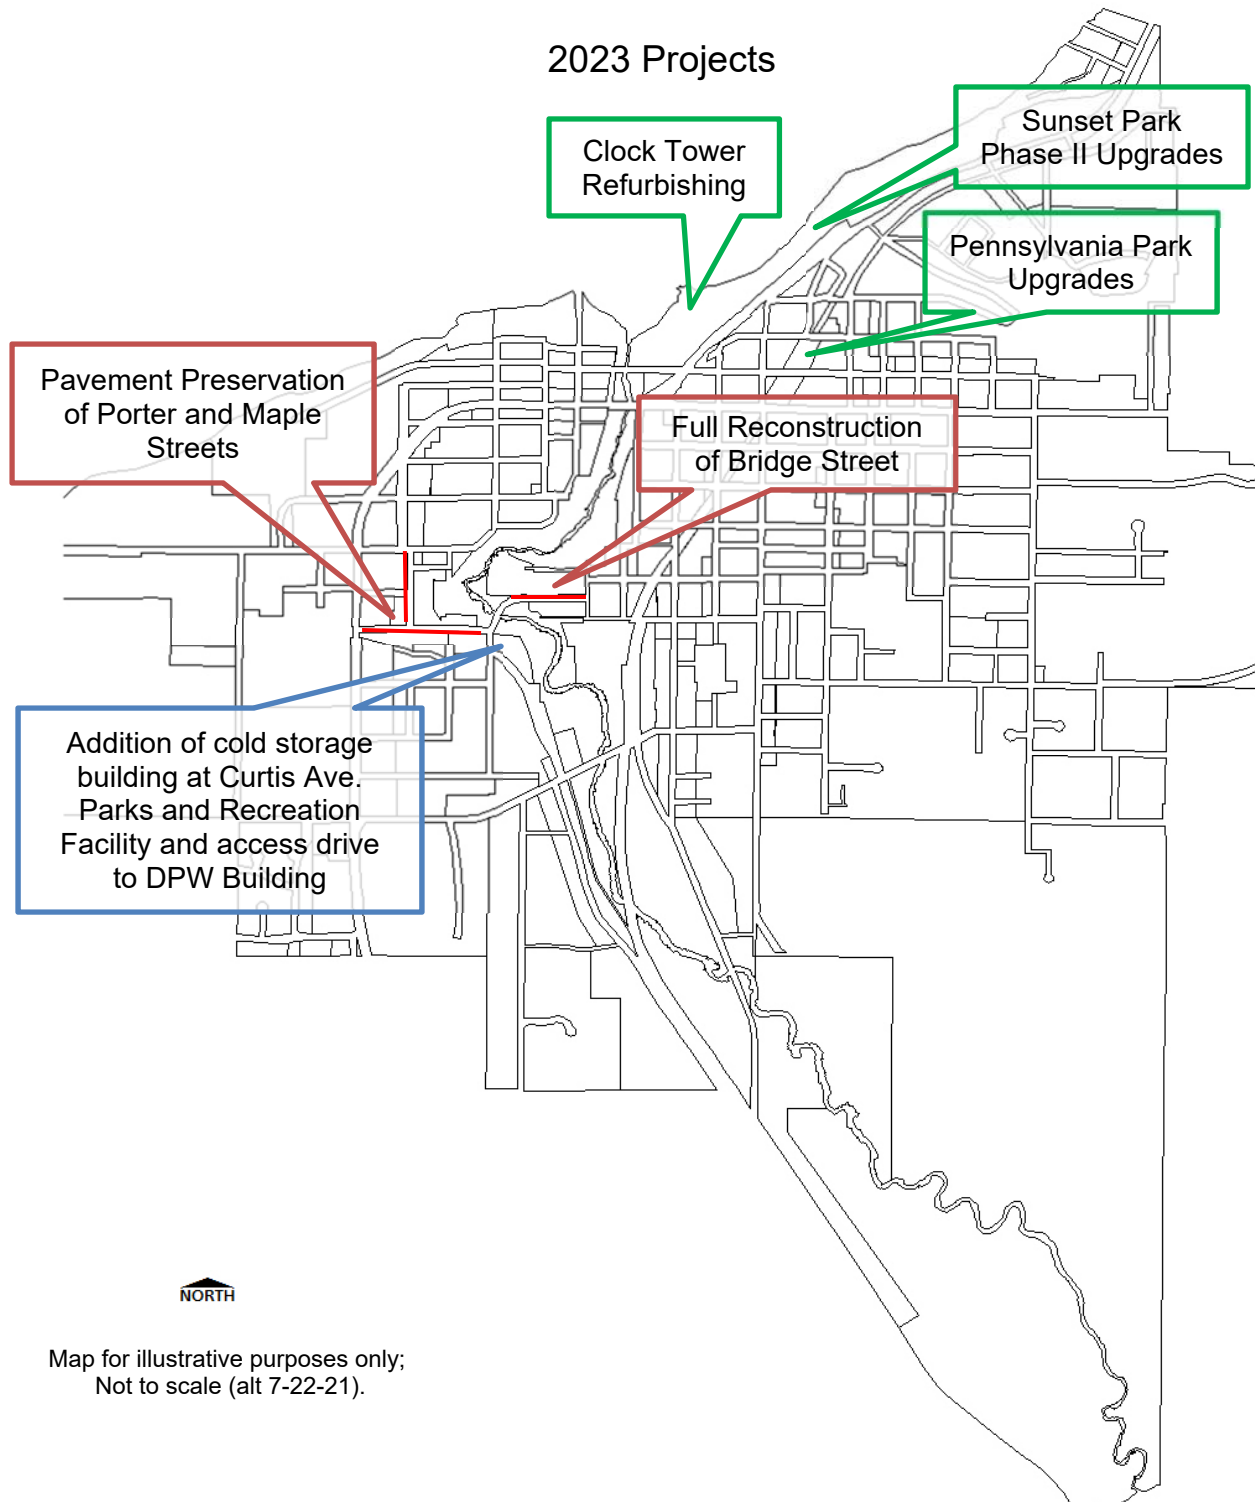 2023 Projects
Clock Tower
Refurbishing
Sunset Park
Phase II Upgrades
Pennsylvania Park
Upgrades
Pavement Preservation
of Porter and Maple
Streets
Full Reconstruction
of Bridge Street
Addition of cold storage
building at Curtis Ave.
Parks and Recreation
Facility and access drive
to DPW Building
NORTH
Map for illustrative purposes only;
Not to scale (alt 7-22-21).